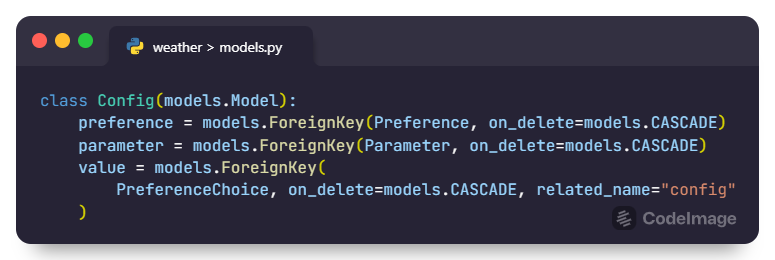 weather > models.py
class Config(models.Model):
    preference = models.ForeignKey(Preference, on_delete=models.CASCADE)
    parameter = models.ForeignKey(Parameter, on_delete=models.CASCADE)
    value = models.ForeignKey(
        PreferenceChoice, on_delete=models.CASCADE, related_name="config"
    )
CodeImage